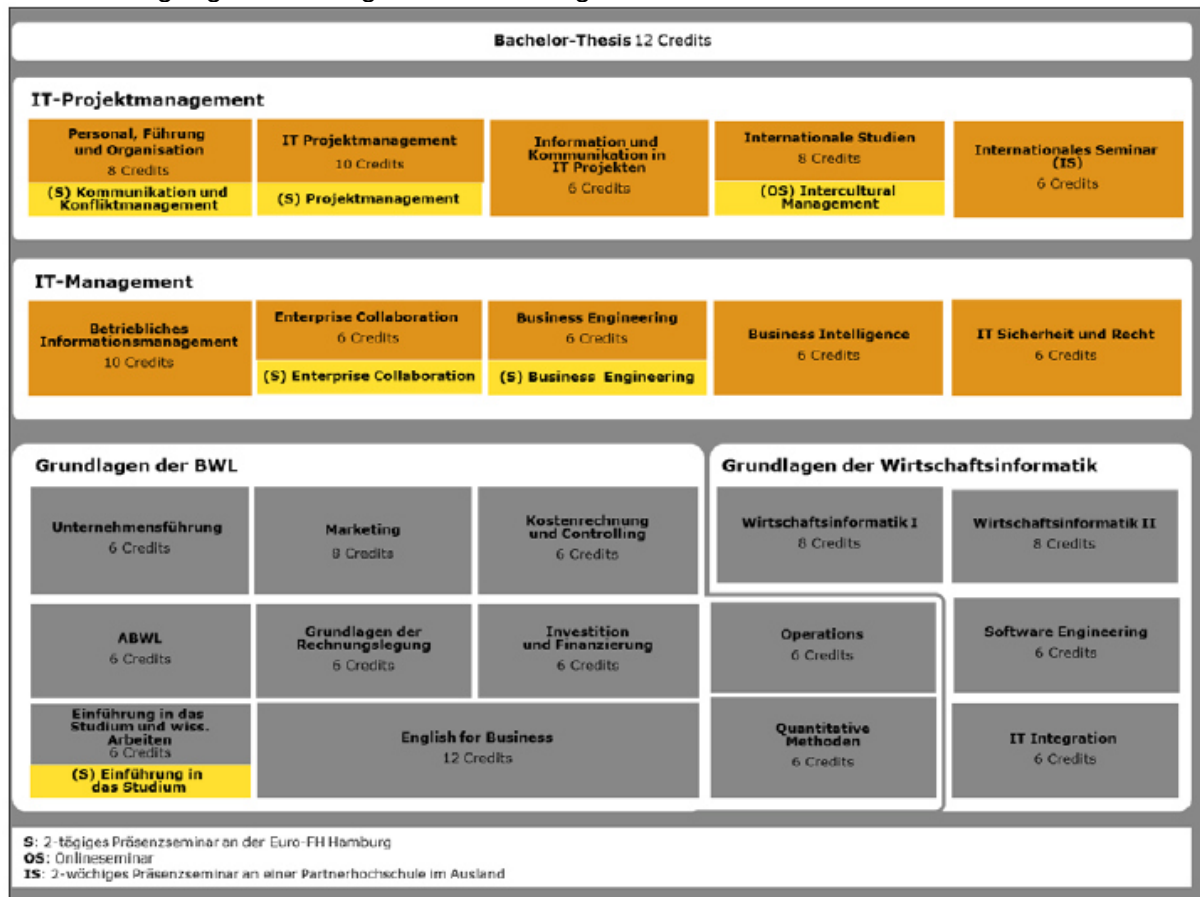 Bachelor-Thesis 12 Credits
IT-Projektmanagement
Personal, Führung
und Organisation
8 Credits
(S) Kommunikation und
Konfliktmanagement
IT Projektmanagement
10 Credits
(S) Projektmanagement
Information und
Kommunikation in
IT Projekten
6 Credits
Internationale Studien
8 Credits
(OS) Intercultural
Management
Internationales Seminar
(IS)
6 Credits
IT-Management
Betriebliches
Informationsmanagement
10 Credits
Enterprise Collaboration
6 Credits
(S) Enterprise Collaboration
Business Engineering
6 Credits
(S) Business Engineering
Business Intelligence
6 Credits
IT Sicherheit und Recht
6 Credits
Grundlagen der BWL
Unternehmensführung
6 Credits
Marketing
8 Credits
Kostenrechnung
und Controlling
6 Credits
ABWL
6 Credits
Grundlagen der
Rechnungslegung
6 Credits
Investition
und Finanzierung
6 Credits
Einführung in das
Studium und wiss.
Arbeiten
6 Credits
(S) Einführung in
das Studium
English for Business
12 Credits
Grundlagen der Wirtschaftsinformatik
Wirtschaftsinformatik I
8 Credits
Wirtschaftsinformatik II
8 Credits
Operations
6 Credits
Software Engineering
6 Credits
Quantitative
Methoden
6 Credits
IT Integration
6 Credits
S: 2-tägiges Präsenzseminar an der Euro-FH Hamburg
OS: Onlineseminar
IS: 2-wöchiges Präsenzseminar an einer Partnerhochschule im Ausland